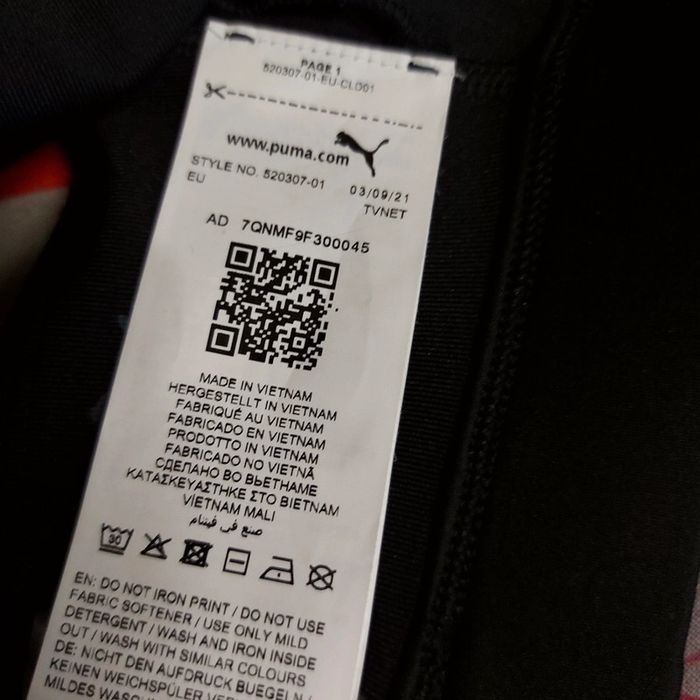 PAGE 1
520307-01-EU-CLO01
www.puma.com
STYLE NO. 520307-01 03/09/21
EU TVNET
AD 7QNMF9F300045
MADE IN VIETNAM
HERGESTELLT IN VIETNAM
FABRIQUÉ AU VIETNAM
FABRICADO EN VIETNAM
PRODOTTO IN VIETNAM
FABRICADO NO VIETNÃ
СДЕЛАНО ВО ВЬЕТНАМЕ
ΚΑΤΑΣΚΕΥΑΣΤΗΚΕ ΣΤΟ ΒΙΕΤΝΑΜ
VİETNAM MALI
صنع في فيتنام
30
EN: DO NOT IRON PRINT / DO NOT USE
FABRIC SOFTENER / USE ONLY MILD
DETERGENT / WASH AND IRON INSIDE
OUT / WASH WITH SIMILAR COLOURS
DE: NICHT DEN AUFDRUCK BUEGELN /
KEINEN WEICHSPÜLER
MILDES